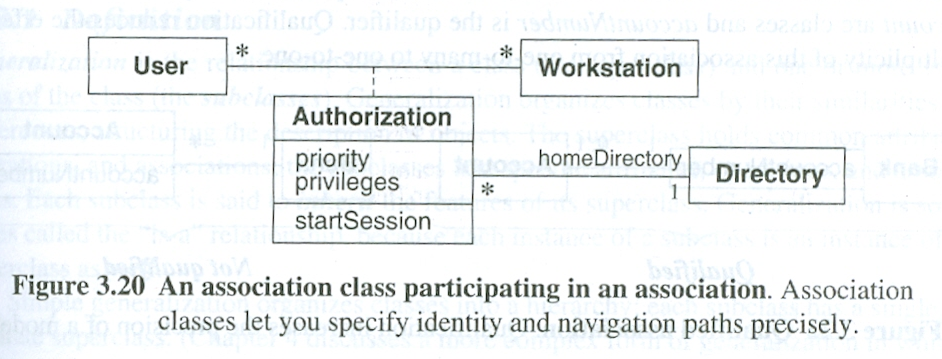 User
*
*
Workstation
Authorization
priority
privileges
startSession
*
homeDirectory
1
Directory
Figure 3.20 An association class participating in an association. Association
classes let you specify identity and navigation paths precisely.